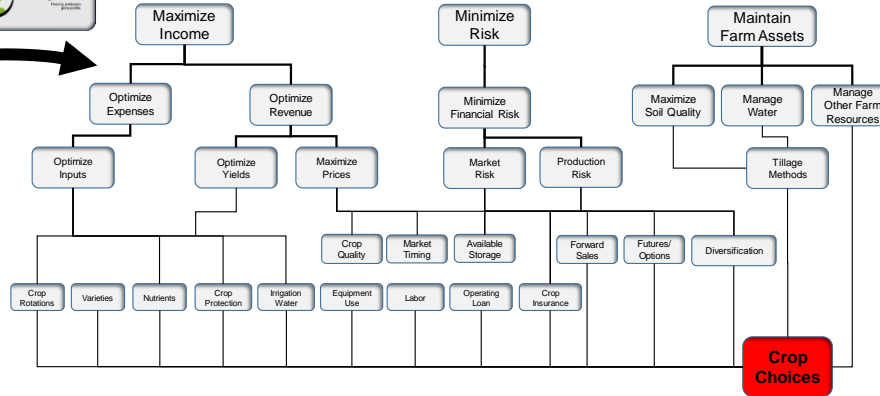 Maximize
Income
Minimize
Risk
Maintain
Farm Assets
Optimize
Expenses
Optimize
Revenue
Minimize
Financial Risk
Maximize
Soil Quality
Manage
Water
Manage
Other Farm
Resources
Optimize
Inputs
Optimize
Yields
Maximize
Prices
Market
Risk
Production
Risk
Tillage
Methods
Crop
Quality
Market
Timing
Available
Storage
Forward
Sales
Futures/
Options
Diversification
Crop
Rotations
Varieties
Nutrients
Crop
Protection
Irrigation
Water
Equipment
Use
Labor
Operating
Loan
Crop
Insurance
Crop
Choices